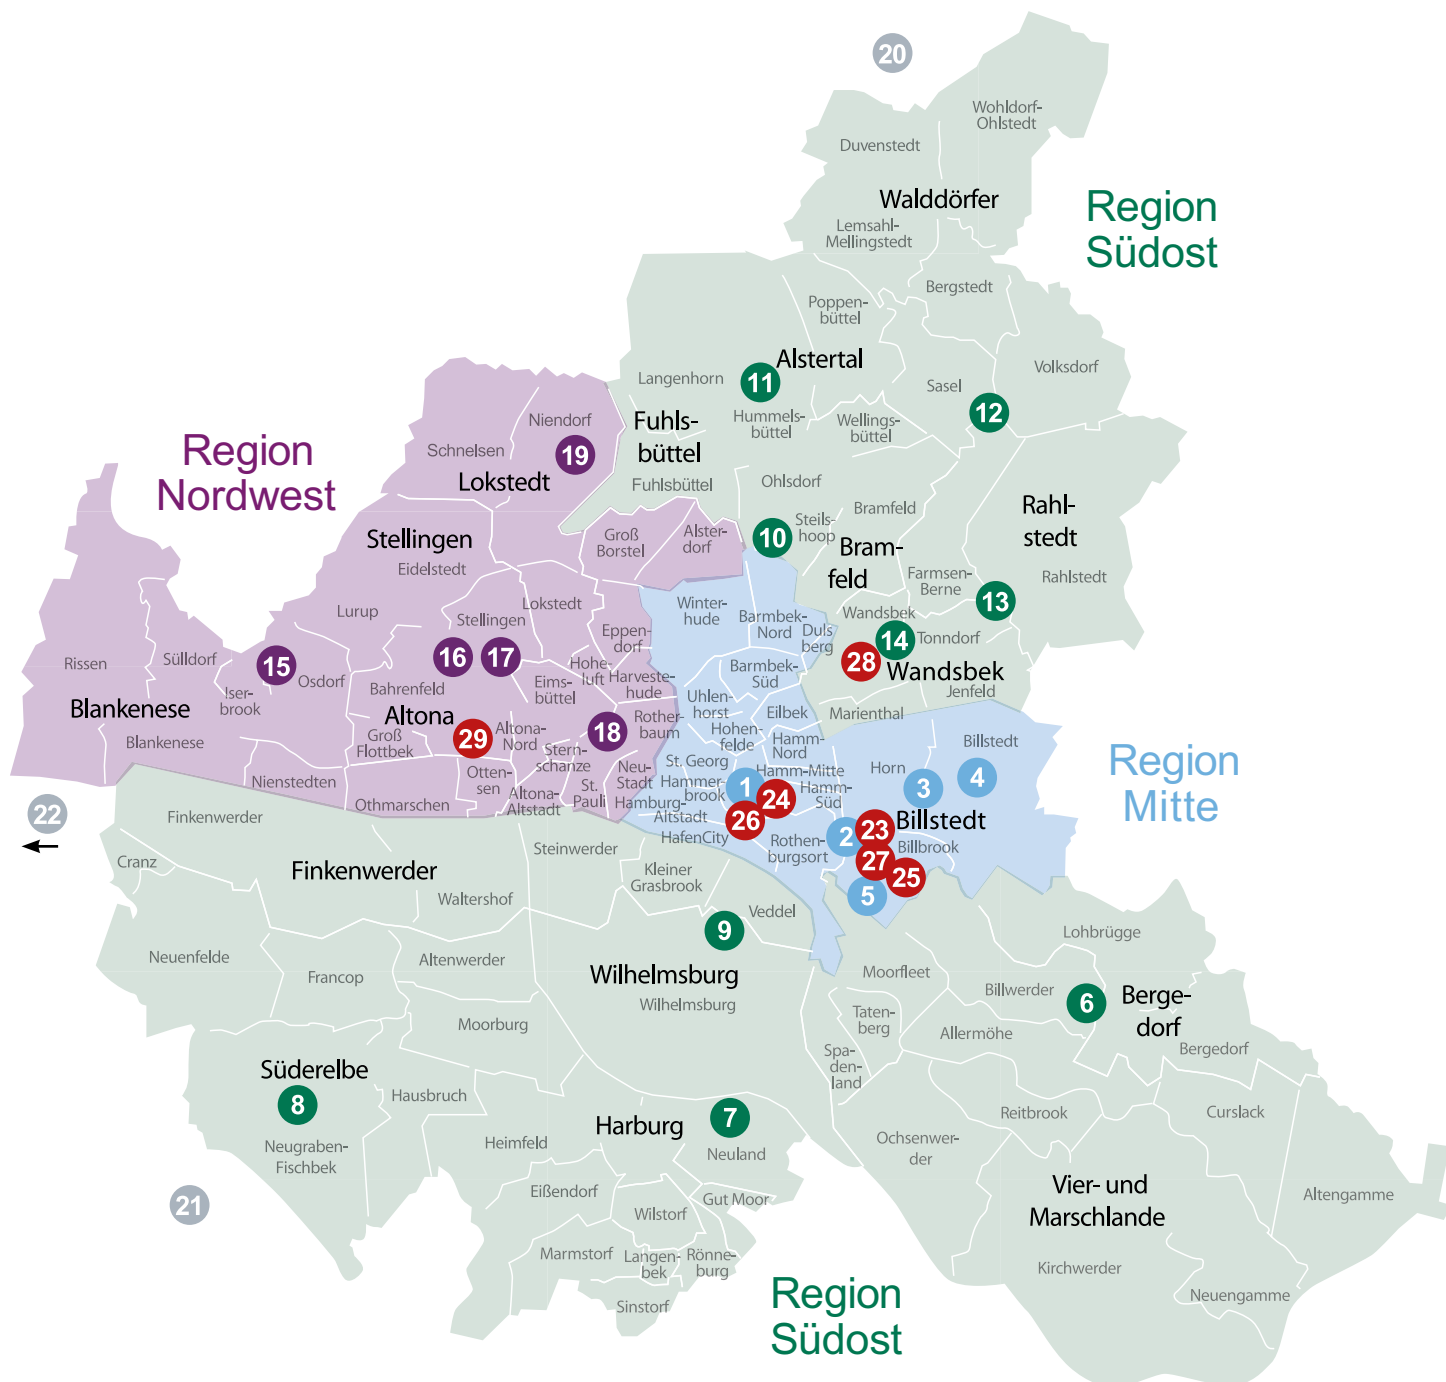 20
Wohldorf-
Ohlstedt
Duvenstedt
Walddörfer
Region
Südost
Lemsahl-
Mellingstedt
Bergstedt
Poppen-
büttel
Alstertal
Volksdorf
Langenhorn
11
Sasel
12
Hummels-
büttel
Wellings-
büttel
Fuhls-
büttel
Fuhlsbüttel
Niendorf
19
Schnelsen
Lokstedt
Region
Nordwest
Ohlsdorf
Bramfeld
Rahl-
stedt
Steils-
hoop
10
Bram-
feld
Stellingen
Eidelstedt
Groß
Borstel
Alster-
dorf
Farmsen-
Berne
13
Rahlstedt
Lurup
Lokstedt
Stellingen
Winter-
hude
Barmbek-
Nord
Duls
berg
Wandsbek
14
Tonndorf
28
Wandsbek
Jenfeld
Marienthal
Eppen-
dorf
Rissen
Sülldorf
15
Osdorf
Iser-
brook
16
17
Bahrenfeld
Hohe-
luft
Harveste-
hude
Eims-
büttel
Barmbek-
Süd
Uhlen-
horst
Eilbek
Blankenese
Blankenese
Altona
Groß
Flottbek
29
Altona-
Nord
18
Rother-
baum
Stern-
schanze
Hohen-
felde
Hamm-
Nord
Billstedt
Horn
Region
Mitte
Nienstedten
Othmarschen
Otten-
sen
Altona-
Altstadt
St.
Pauli
Neu-
Stadt
St. Georg
Hammer-
brook
1
Hamm-Mitte
Hamm-
Süd
24
26
3
4
Hamburg-
Altstadt
HafenCity
Rothen-
burgsort
2
23
Billstedt
Billbrook
27
25
5
22
Finkenwerder
Cranz
Finkenwerder
Steinwerder
Kleiner
Grasbrook
Waltershof
Veddel
9
Lohbrügge
Neuenfelde
Francop
Altenwerder
Wilhelmsburg
Wilhelmsburg
Moorfleet
Billwerder
6
Berge-
dorf
Bergedorf
Moorburg
Taten-
berg
Allermöhe
Spa-
den-
land
Süderelbe
8
Hausbruch
Reitbrook
Curslack
Harburg
7
Neuland
Heimfeld
Neugraben-
Fischbek
Ochsenwer-
der
21
Eißendorf
Gut Moor
Wilstorf
Vier- und
Marschlande
Altengamme
Marmstorf
Langen-
bek
Rönne-
burg
Kirchwerder
Neuengamme
Sinstorf
Region
Südost